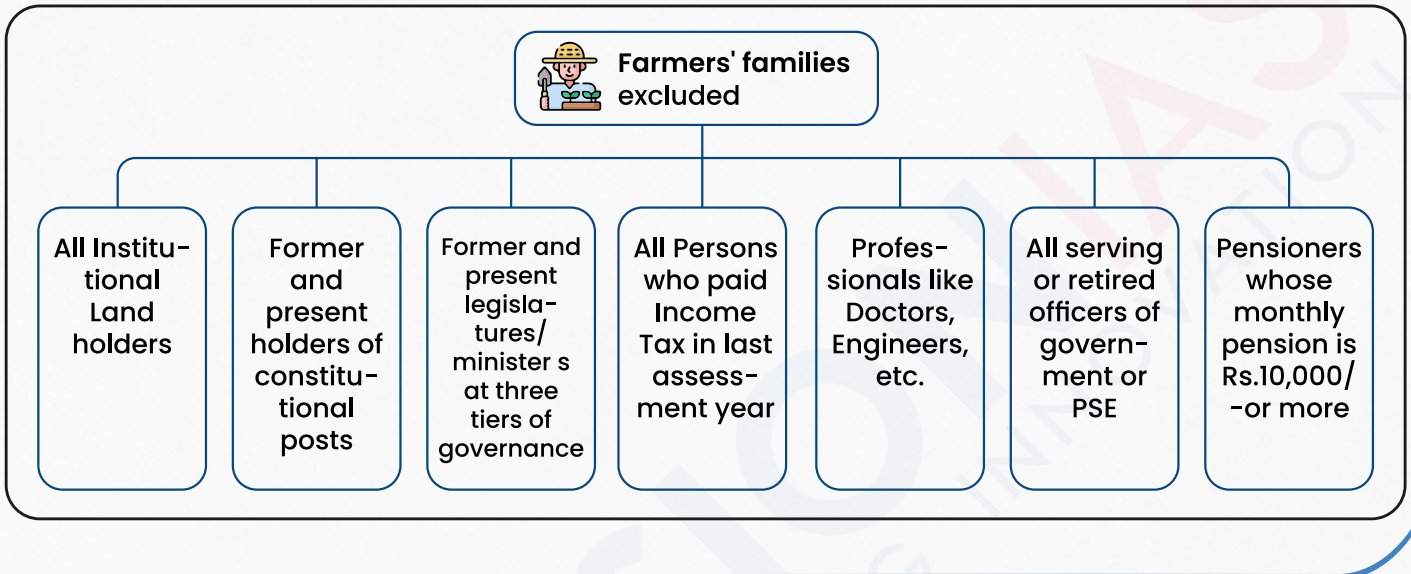 Farmers' families
excluded
All Institu-
tional
Land
holders
Former
and
present
holders of
constitu-
tional
posts
Former and
present
legisla-
tures/
minister s
at three
tiers of
governance
All Persons
who paid
Income
Tax in last
assess-
ment year
Profes-
sionals like
Doctors,
Engineers,
etc.
All serving
or retired
officers of
govern-
ment or
PSE
Pensioners
whose
monthly
pension is
Rs.10,000/
-or more